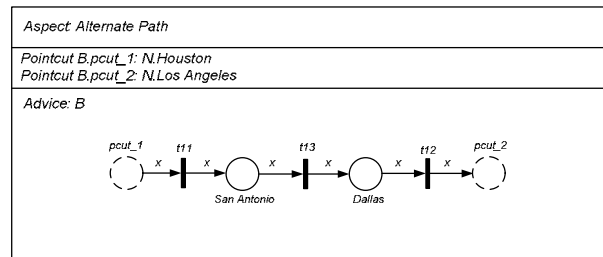 Aspect: Alternate Path
Pointcut B.pcut_1: N.Houston
Pointcut B.pcut_2: N.Los Angeles
Advice: B
pcut_1 t11 t13 t12 pcut_2
x x x x x x
San Antonio Dallas